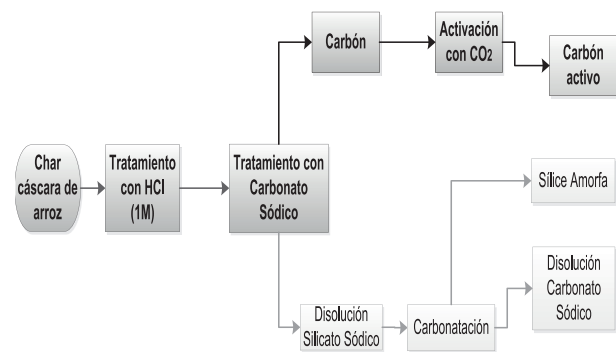 Carbón
Activación
con CO2
Carbón
activo
Char
cáscara de
arroz
Tratamiento
con HCl
(1M)
Tratamiento con
Carbonato
Sódico
Sílice Amorfa
Disolución
Silicato Sódico
Carbonatación
Disolución
Carbonato
Sódico